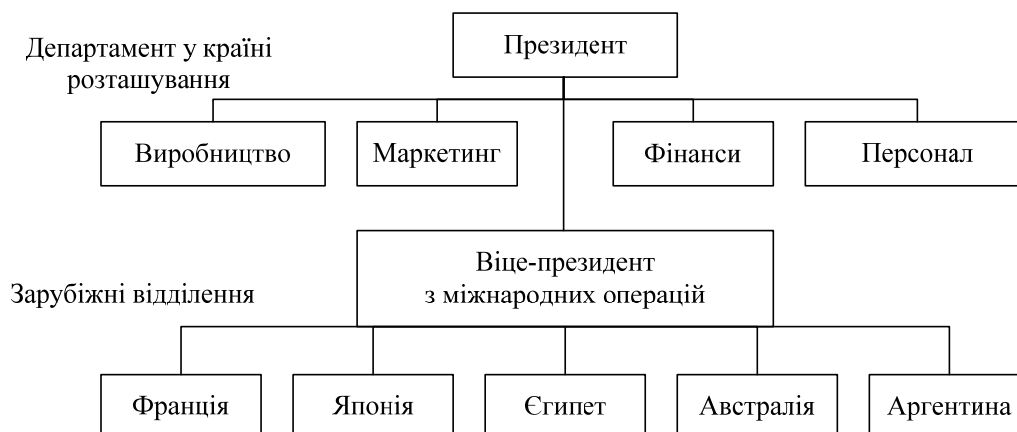 Президент
Департамент у країні
розташування
Виробництво
Маркетинг
Фінанси
Персонал
Віце-президент
з міжнародних операцій
Зарубіжні відділення
Франція
Японія
Єгипет
Австралія
Аргентина